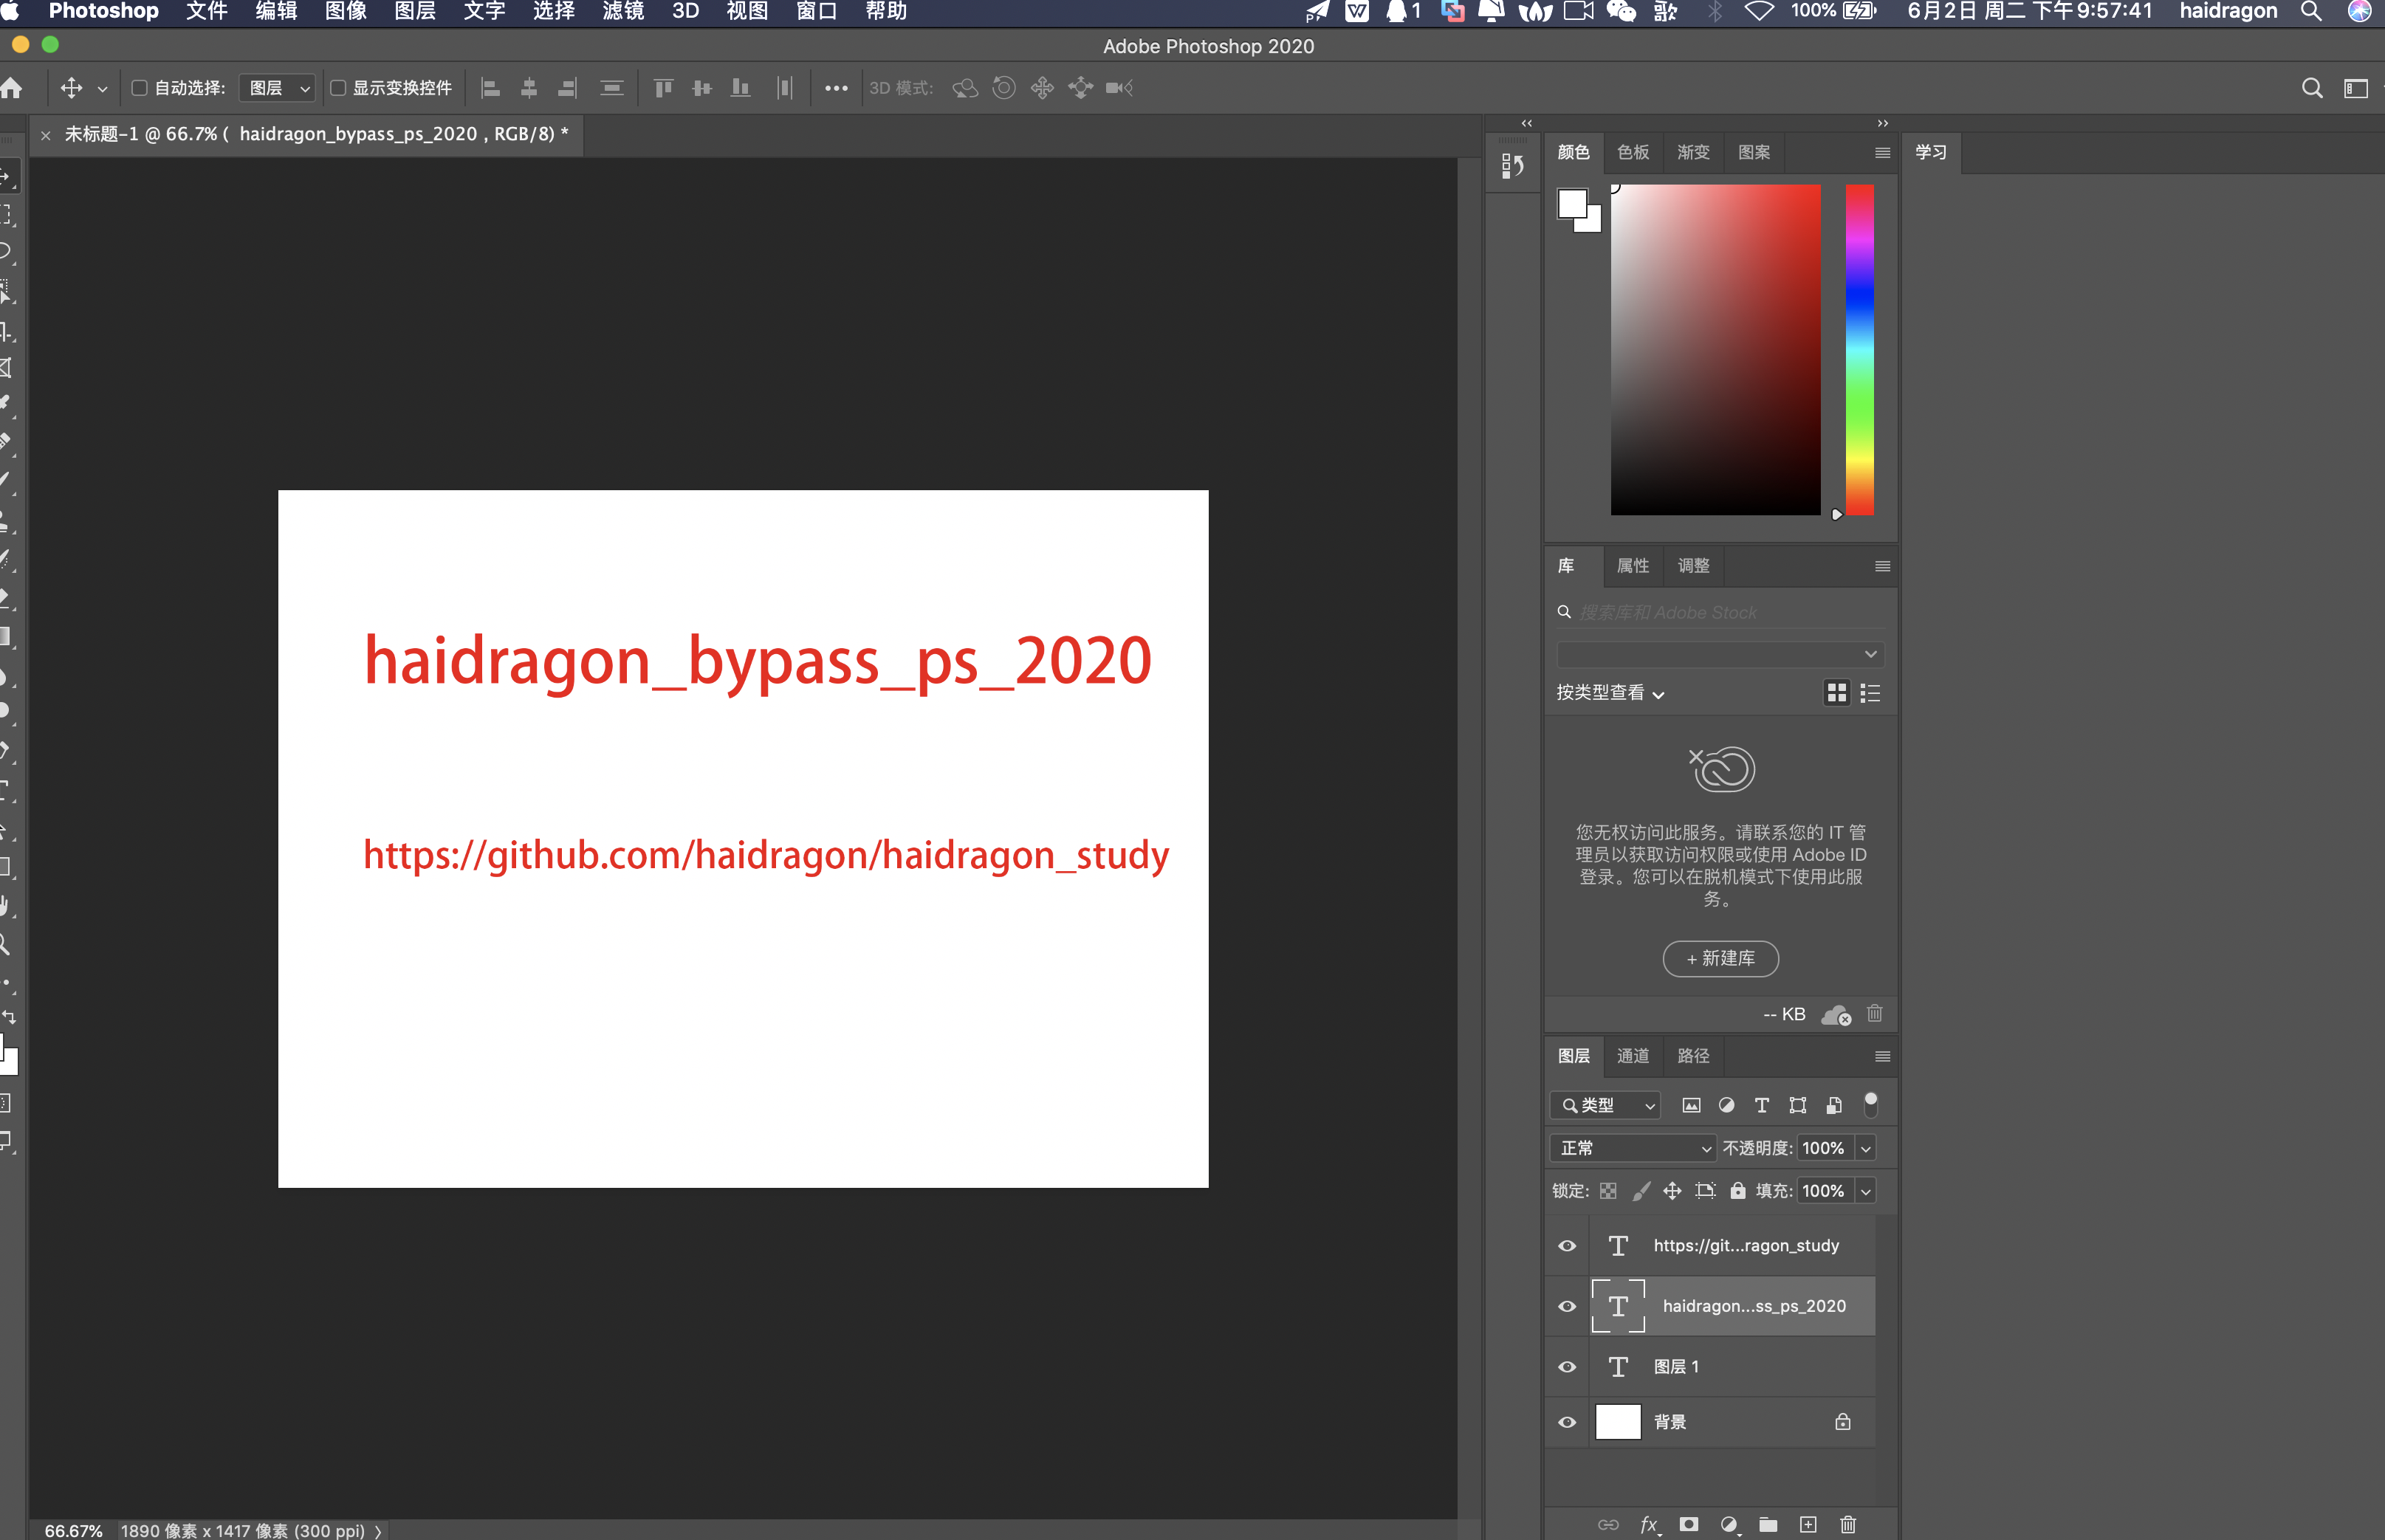 Photoshop 文件 编辑 图像 图层 文字 选择 滤镜 3D 视图 窗口 帮助 1 歌 100% 6月2日 周二 下午9:57:41 haidragon
Adobe Photoshop 2020
自动选择: 图层 显示变换控件 3D 模式:
× 未标题-1 @ 66.7% ( haidragon_bypass_ps_2020 , RGB/8) *
haidragon_bypass_ps_2020
https://github.com/haidragon/haidragon_study
66.67% 1890 像素 x 1417 像素 (300 ppi)
颜色 色板 渐变 图案
学习
库 属性 调整
搜索库和 Adobe Stock
按类型查看
您无权访问此服务。请联系您的 IT 管
理员以获取访问权限或使用 Adobe ID
登录。您可以在脱机模式下使用此服
务。
+ 新建库
-- KB
图层 通道 路径
类型
正常 不透明度: 100%
锁定: 填充: 100%
https://git...ragon_study
haidragon...ss_ps_2020
图层 1
背景
fx